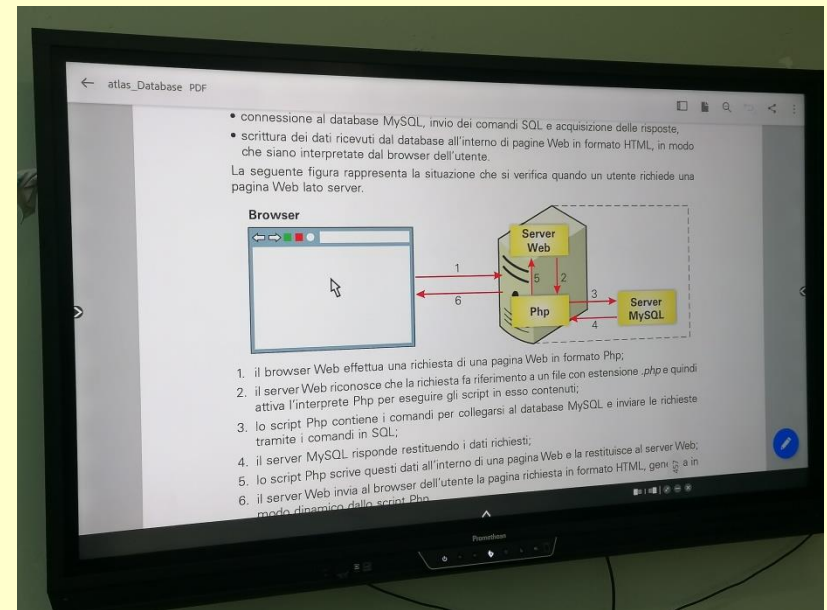 ← atlas_Database PDF
• connessione al database MySQL, invio dei comandi SQL e acquisizione delle risposte,
• scrittura dei dati ricevuti dal database all'interno di pagine Web in formato HTML, in modo
che siano interpretate dal browser dell'utente.
La seguente figura rappresenta la situazione che si verifica quando un utente richiede una
pagina Web lato server.
Browser
Server
Web
1
6
5
2
Php
3
4
Server
MySQL
1. il browser Web effettua una richiesta di una pagina Web in formato Php;
2. il server Web riconosce che la richiesta fa riferimento a un file con estensione .php e quindi
attiva l'interprete Php per eseguire gli script in esso contenuti;
3. lo script Php contiene i comandi per collegarsi al database MySQL e inviare le richieste
tramite i comandi in SQL;
4. il server MySQL risponde restituendo i dati richiesti;
5. lo script Php scrive questi dati all'interno di una pagina Web e la restituisce al server Web;
6. il server Web invia al browser dell'utente la pagina richiesta in formato HTML, gene a in
modo dinamico dallo script Php
457
Promethean